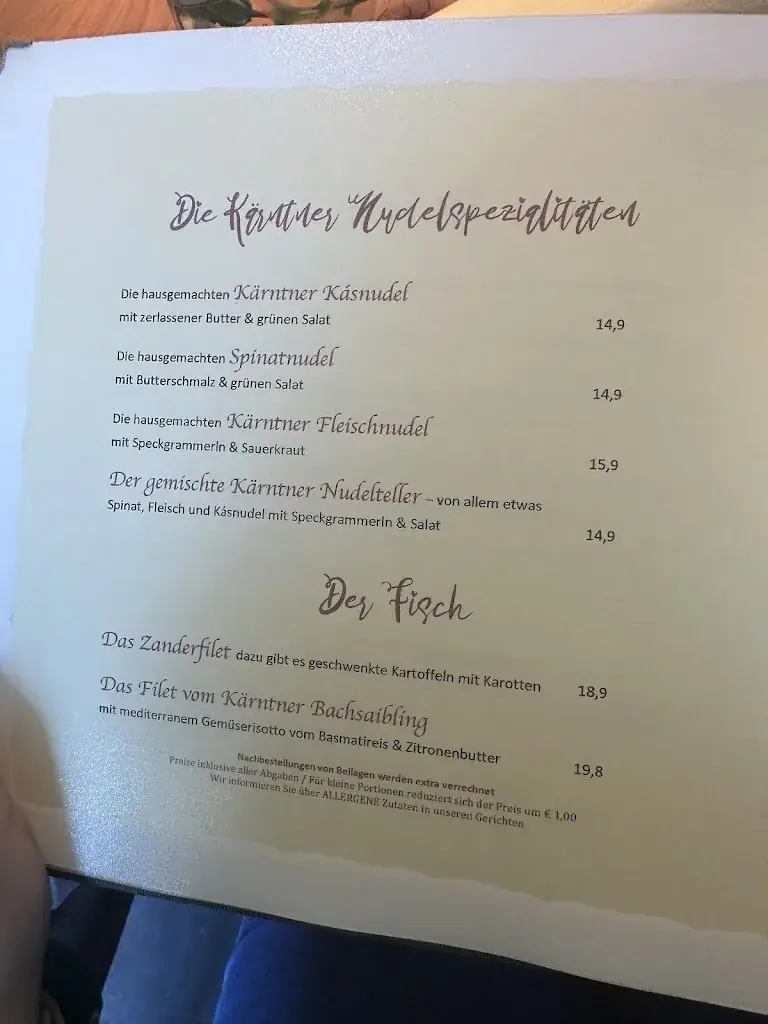 Die Kärntner Nudelspezialitäten
Die hausgemachten Kärntner Kásnudel
mit zerlassener Butter & grünen Salat
14,9
Die hausgemachten Spinatnudel
mit Butterschmalz & grünen Salat
14,9
Die hausgemachten Kärntner Fleischnudel
mit Speckgrammerln & Sauerkraut
15,9
Der gemischte Kärntner Nudelteller – von allem etwas
Spinat, Fleisch und Kásnudel mit Speckgrammerln & Salat
14,9
Der Fisch
Das Zanderfilet dazu gibt es geschwenkte Kartoffeln mit Karotten 18,9
Das Filet vom Kärntner Bachsaibling
mit mediterranem Gemüserisotto vom Basmatireis & Zitronenbutter 19,8
Nachbestellungen von Beilagen werden extra verrechnet
Preise inklusive aller Abgaben / Für kleine Portionen reduziert sich der Preis um € 1,00
Wir informieren Sie über ALLERGENE Zutaten in unseren Gerichten